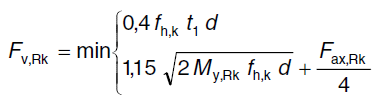 F_v,Rk = min { 0,4 f_h,k t_1 d
1,15 √(2 M_y,Rk f_h,k d) + F_ax,Rk / 4